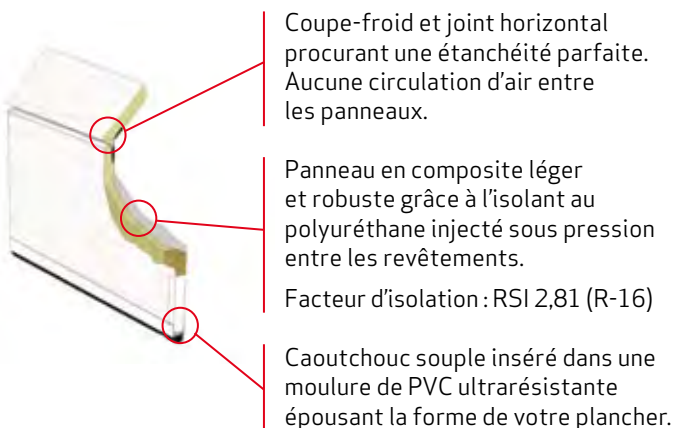 Coupe-froid et joint horizontal
procurant une étanchéité parfaite.
Aucune circulation d'air entre
les panneaux.
Panneau en composite léger
et robuste grâce à l'isolant au
polyuréthane injecté sous pression
entre les revêtements.
Facteur d'isolation : RSI 2,81 (R-16)
Caoutchouc souple inséré dans une
moulure de PVC ultrarésistante
épousant la forme de votre plancher.